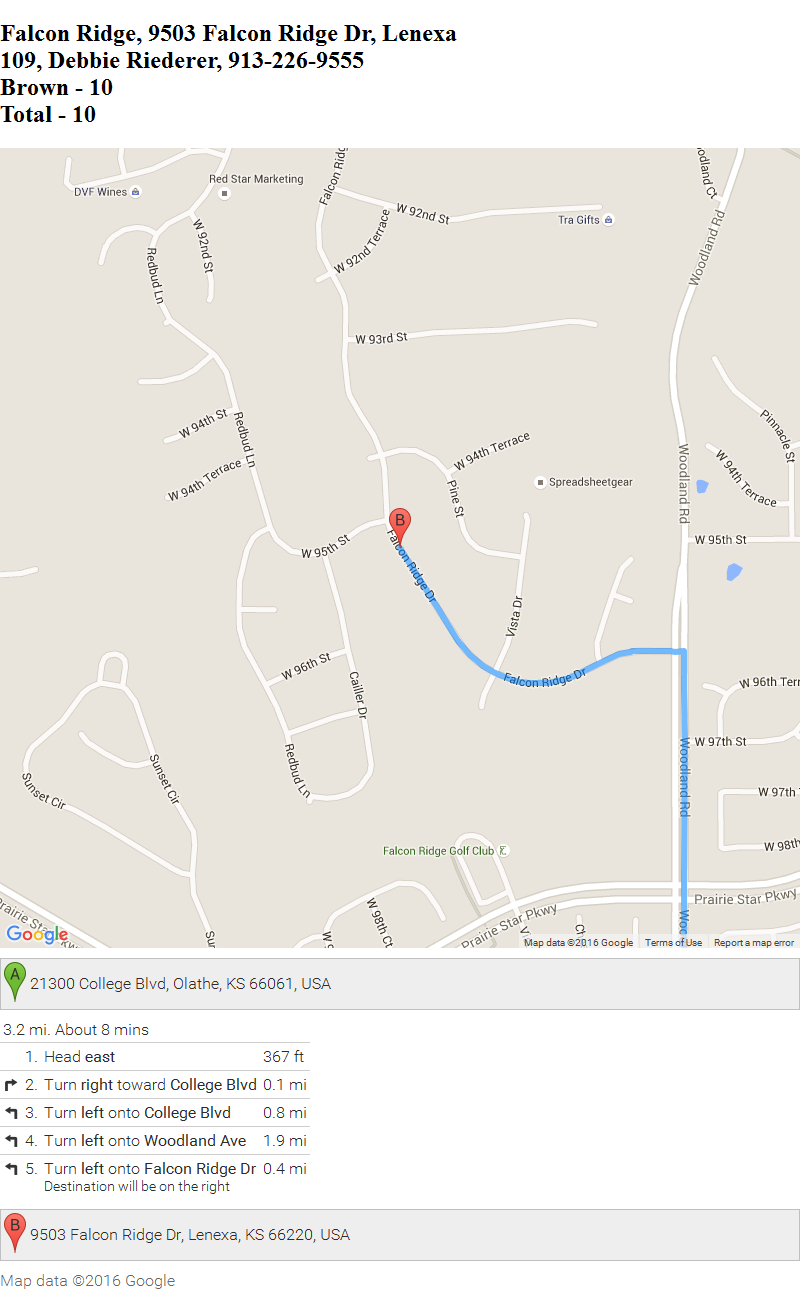 Falcon Ridge, 9503 Falcon Ridge Dr, Lenexa
109, Debbie Riederer, 913-226-9555
Brown - 10
Total - 10
Falcon Ridg
oodland Ct
Red Star Marketing
DVF Wines
W 92nd St
Tra Gifts
W 92nd St
W 92nd Terrace
Woodland Rd
Redbud Ln
W 93rd St
W 94th St
Redbud Ln
Pinnacle St
W 94th Terrace
W 94th Terrace
Woodland Rd
W 94th Terrace
Pine St
Spreadsheetgear
B
W 95th St
W 95th St
Falcon Ridge Dr
Vista Dr
W 96th St
Cailler Dr
Falcon Ridge Dr
W 96th Terr
W 97th St
Woodland Rd
Redbud Ln
Sunset Cir
Sunset Cir
W 97th
W 98th
Falcon Ridge Golf Club
Prairie Star Pkwy
W 98th Ct
Prairie Star Pkwy
Prairie St
Woo
Su
W 9
Vi
Ch
Google
Map data ©2016 Google
Terms of Use
Report a map error
A
21300 College Blvd, Olathe, KS 66061, USA
3.2 mi. About 8 mins
1. Head east 367 ft
2. Turn right toward College Blvd 0.1 mi
3. Turn left onto College Blvd 0.8 mi
4. Turn left onto Woodland Ave 1.9 mi
5. Turn left onto Falcon Ridge Dr 0.4 mi
Destination will be on the right
B
9503 Falcon Ridge Dr, Lenexa, KS 66220, USA
Map data ©2016 Google